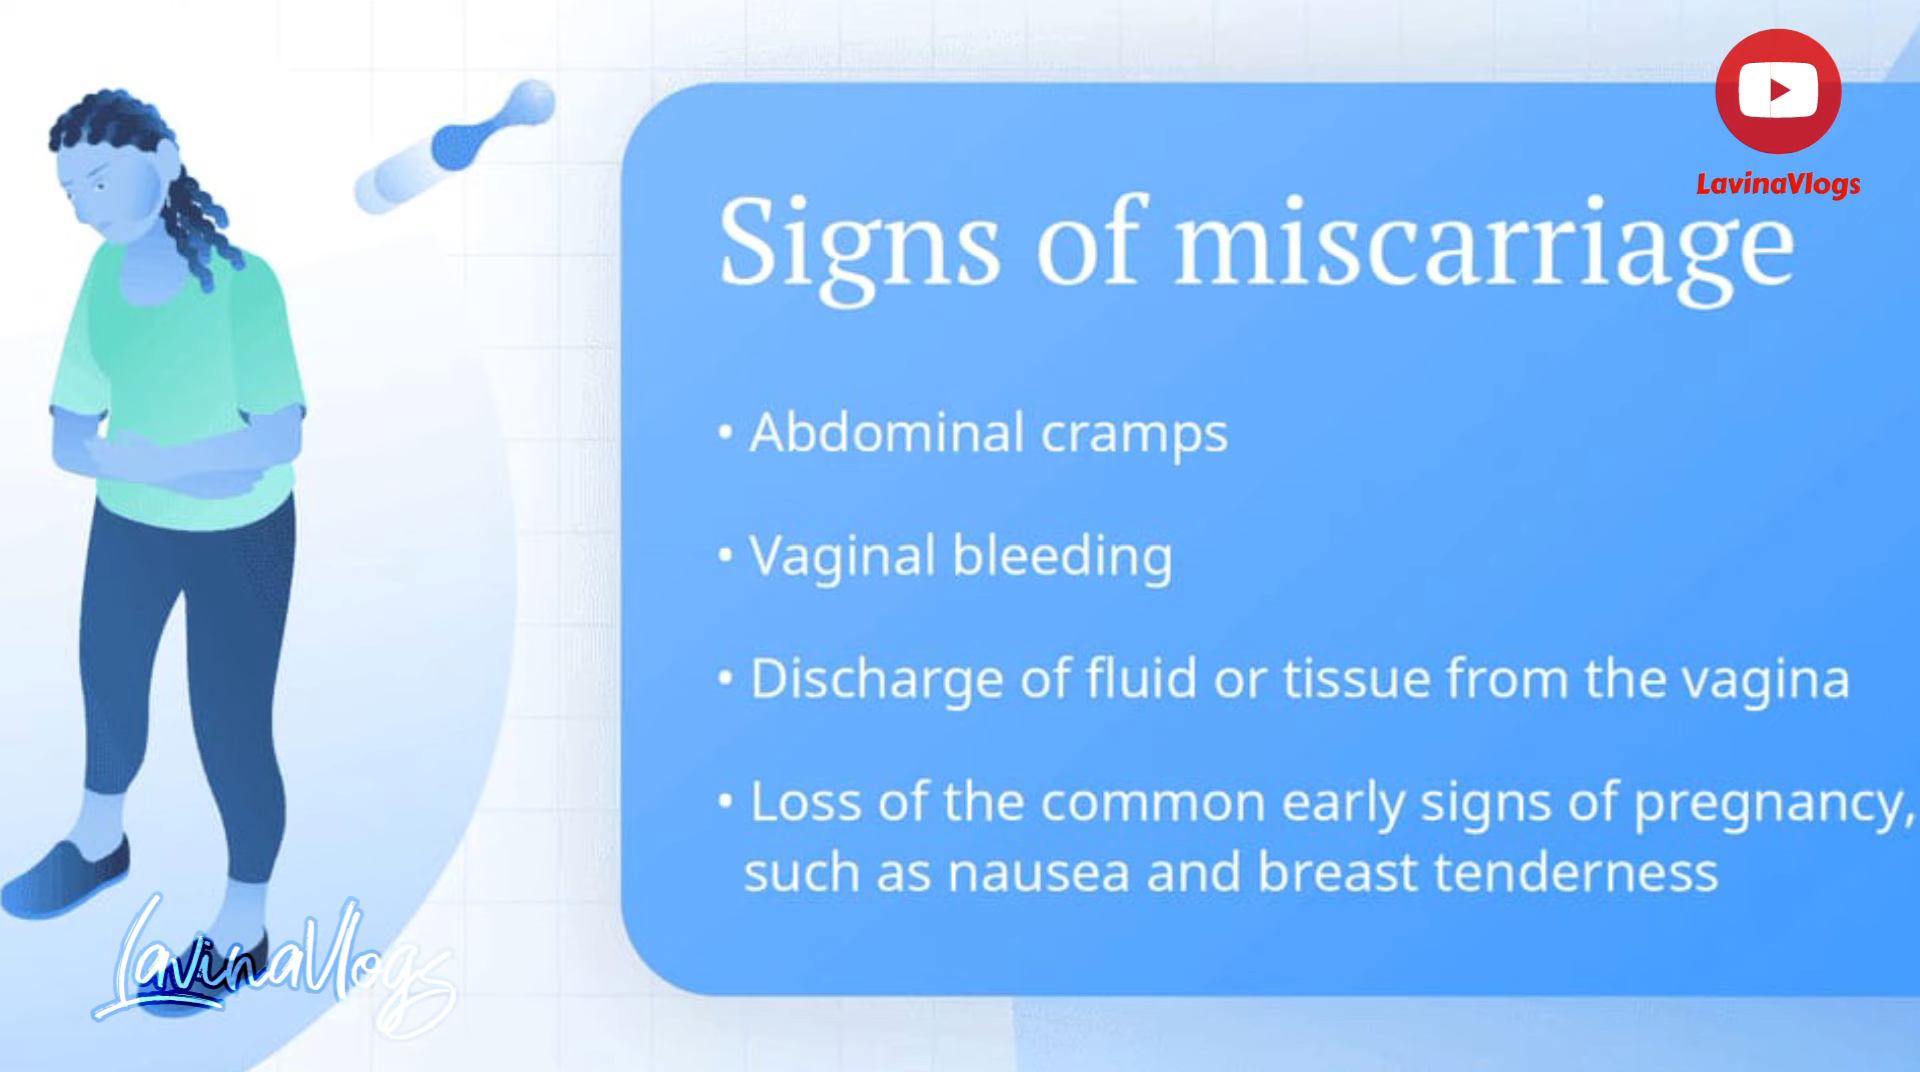 LavinaVlogs
Signs of miscarriage
• Abdominal cramps
• Vaginal bleeding
• Discharge of fluid or tissue from the vagina
• Loss of the common early signs of pregnancy,
such as nausea and breast tenderness
LavinaVlogs